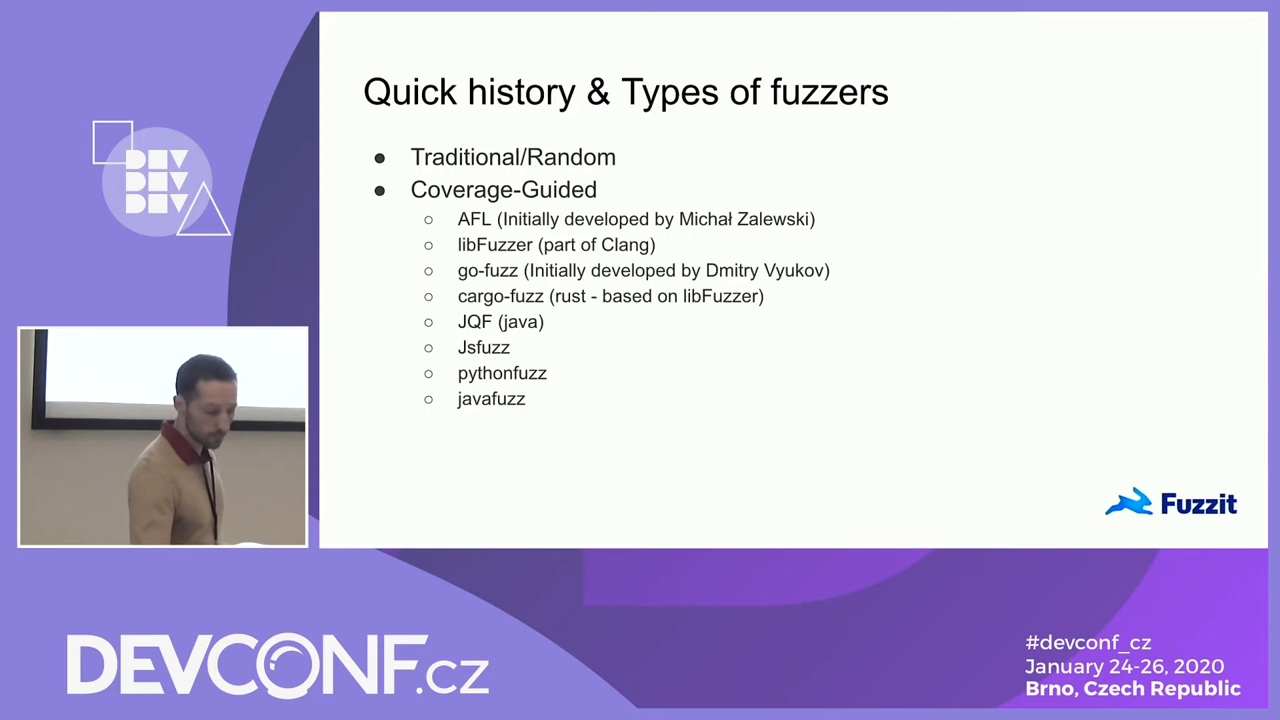 Quick history & Types of fuzzers
● Traditional/Random
● Coverage-Guided
○ AFL (Initially developed by Michał Zalewski)
○ libFuzzer (part of Clang)
○ go-fuzz (Initially developed by Dmitry Vyukov)
○ cargo-fuzz (rust - based on libFuzzer)
○ JQF (java)
○ Jsfuzz
○ pythonfuzz
○ javafuzz
Fuzzit
DEV
DEV
DEV
DEVCONF.cz
#devconf_cz
January 24-26, 2020
Brno, Czech Republic